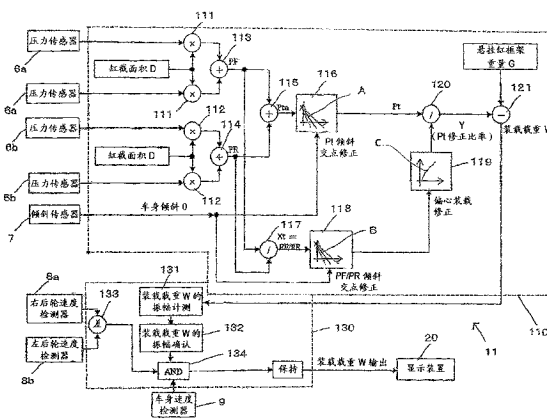 压力传感器
6a
缸截面积 D
压力传感器
6a
压力传感器
6b
缸截面积 D
压力传感器
6b
倾斜传感器
7
车身倾斜 θ
111
111
112
112
113
PF
114
PR
115
Pta
116
A
Pt 倾斜
交点修正
117
Xt=
PF/PR
118
B
PF/PR 倾斜
交点修正
Pt
120
Y
(Pt修正比率)
C
119
偏心装载
修正
悬挂缸框架
重量 G
121
装载载重 W
110
11
8a
右后轮速度
检测器
左后轮速度
检测器
8b
133
差
131
装载载重 W 的
振幅计测
132
装载载重 W 的
振幅确认
134
AND
130
保持
装载载重 W 输出
20
显示装置
车身速度
检测器
9